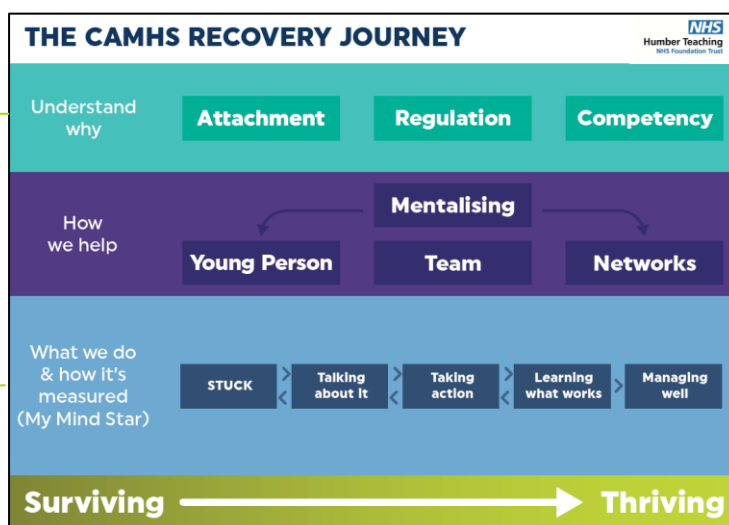 THE CAMHS RECOVERY JOURNEY
NHS
Humber Teaching
NHS Foundation Trust
Understand
why
Attachment
Regulation
Competency
How
we help
Mentalising
Young Person
Team
Networks
What we do
& how it's
measured
(My Mind Star)
STUCK
Talking
about it
Taking
action
Learning
what works
Managing
well
Surviving
Thriving